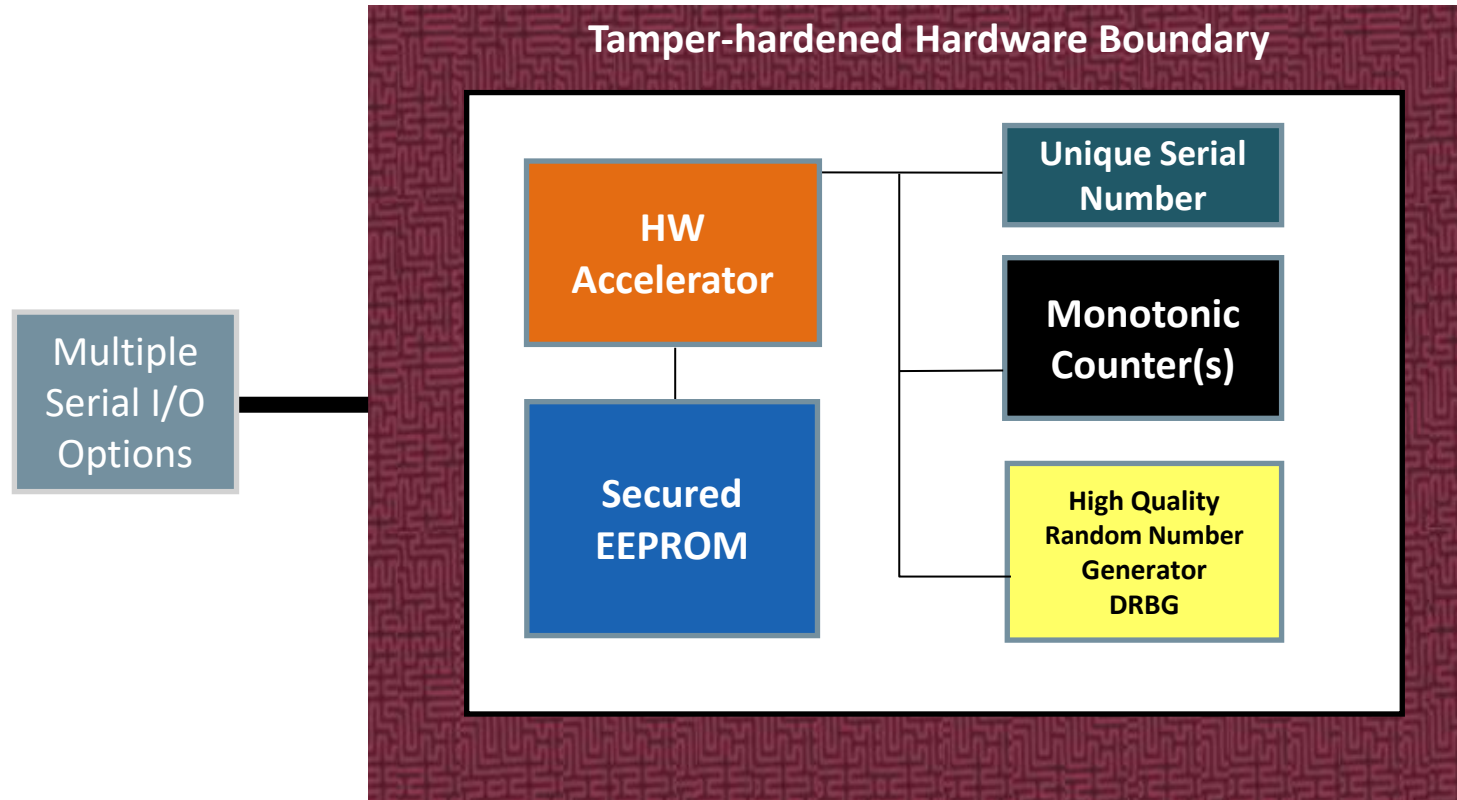 Tamper-hardened Hardware Boundary
Multiple
Serial I/O
Options
HW
Accelerator
Secured
EEPROM
Unique Serial
Number
Monotonic
Counter(s)
High Quality
Random Number
Generator
DRBG